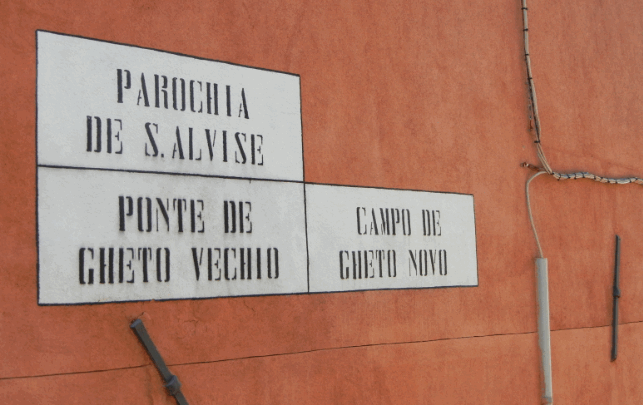 PAROCHIA
DE S. ALVISE
PONTE DE
GHETO VECHIO
CAMPO DE
GHETO NOVO